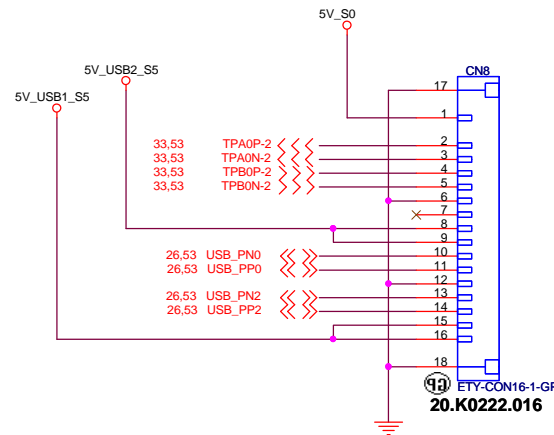 5V_S0
5V_USB2_S5
CN8
5V_USB1_S5
17
1
33,53 TPA0P-2 2
33,53 TPA0N-2 3
33,53 TPB0P-2 4
33,53 TPB0N-2 5
6
7
8
9
26,53 USB_PN0 10
26,53 USB_PP0 11
12
26,53 USB_PN2 13
26,53 USB_PP2 14
15
16
18
ETY-CON16-1-GP
20.K0222.016